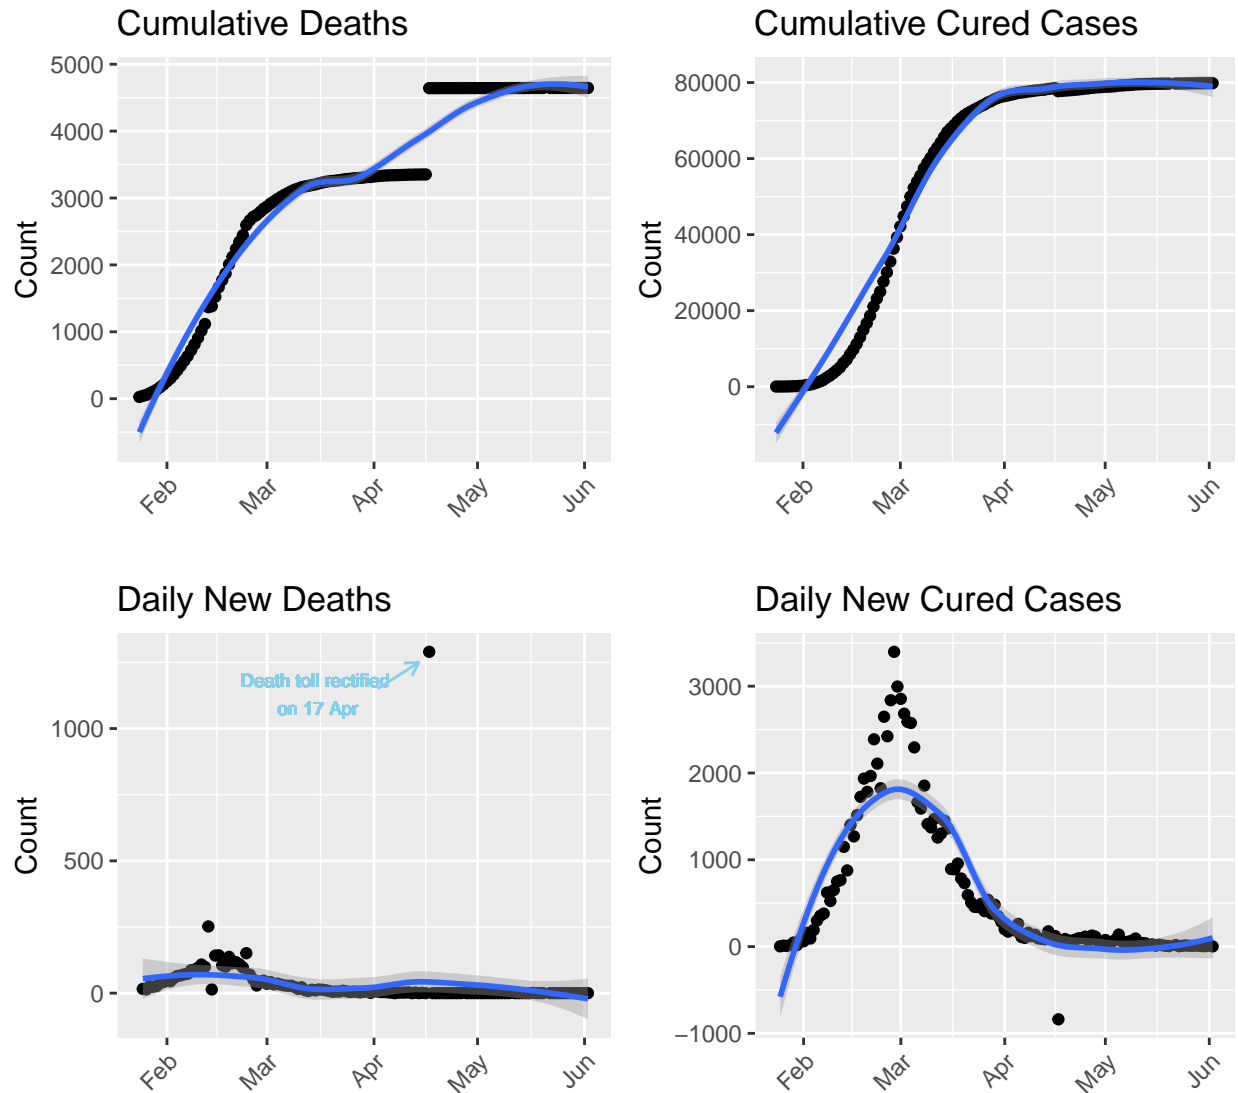 Cumulative Deaths
Count
5000
4000
3000
2000
1000
0
Feb
Mar
Apr
May
Jun
Cumulative Cured Cases
Count
80000
60000
40000
20000
0
Feb
Mar
Apr
May
Jun
Daily New Deaths
Count
1000
500
0
Death toll rectified
on 17 Apr
Feb
Mar
Apr
May
Jun
Daily New Cured Cases
Count
3000
2000
1000
0
−1000
Feb
Mar
Apr
May
Jun